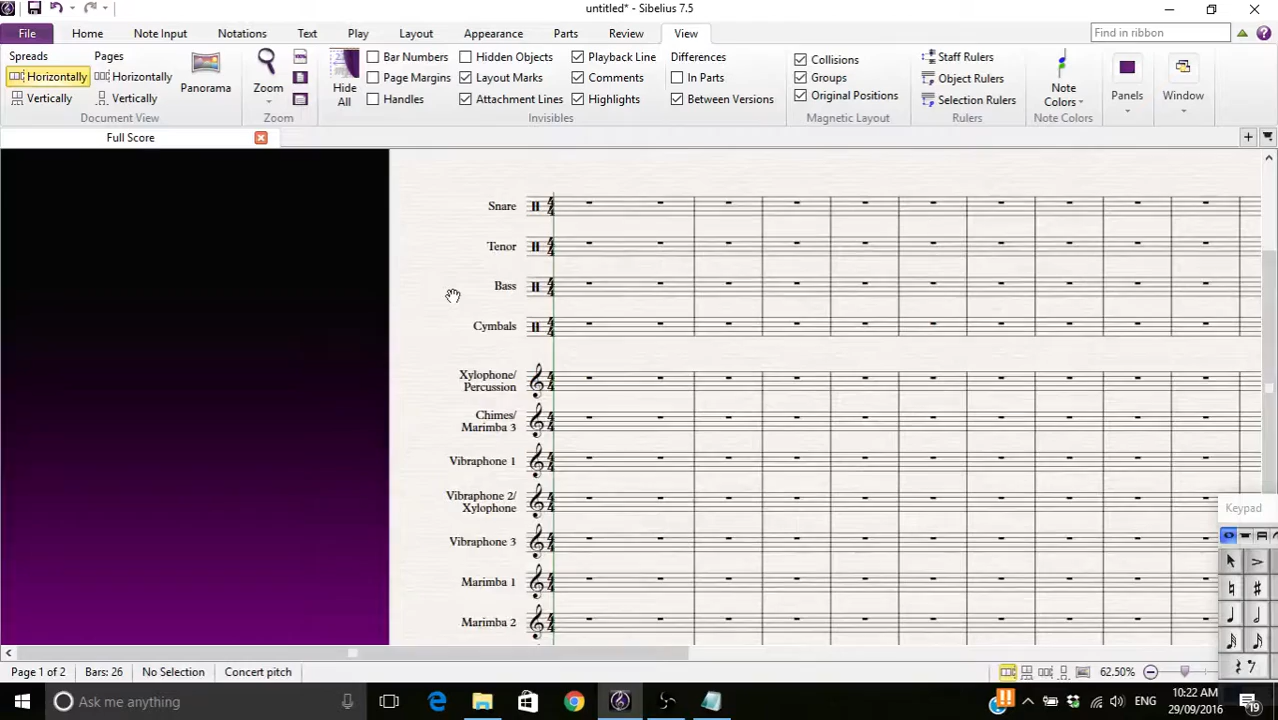 untitled* - Sibelius 7.5
File Home Note Input Notations Text Play Layout Appearance Parts Review View Find in ribbon
Spreads Pages
Horizontally Horizontally
Vertically Vertically
Panorama
Document View
Zoom
Zoom
Hide All
Bar Numbers Hidden Objects Playback Line
Page Margins Layout Marks Comments
Handles Attachment Lines Highlights
Invisibles
Differences
In Parts
Between Versions
Collisions
Groups
Original Positions
Magnetic Layout
Staff Rulers
Object Rulers
Selection Rulers
Rulers
Note Colors
Note Colors
Panels
Window
Full Score
Snare
Tenor
Bass
Cymbals
Xylophone/
Percussion
Chimes/
Marimba 3
Vibraphone 1
Vibraphone 2/
Xylophone
Vibraphone 3
Marimba 1
Marimba 2
Keypad
Page 1 of 2 Bars: 26 No Selection Concert pitch 62.50%
Ask me anything
ENG
10:22 AM
29/09/2016
19